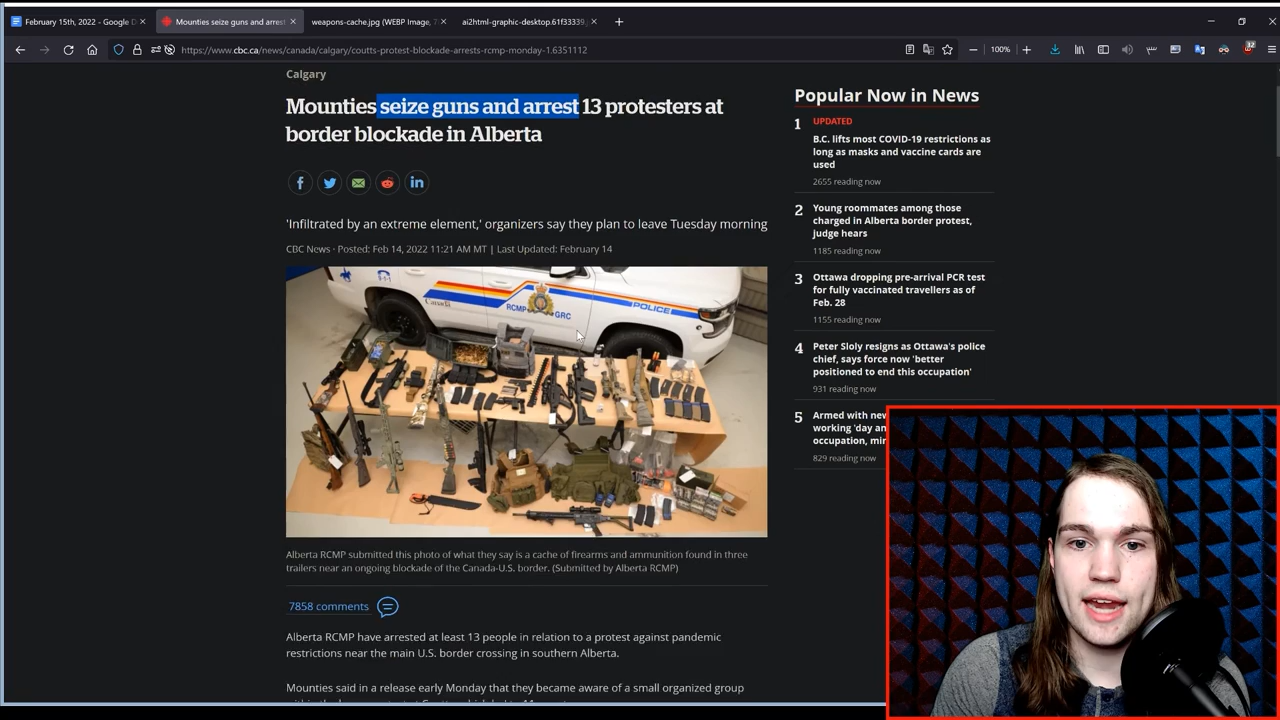 February 15th, 2022 - Google D
Mounties seize guns and arrest
weapons-cache.jpg (WEBP Image, 7
ai2html-graphic-desktop.61f33339.
https://www.cbc.ca/news/canada/calgary/coutts-protest-blockade-arrests-rcmp-monday-1.6351112
100%
32
Calgary
Mounties seize guns and arrest 13 protesters at
border blockade in Alberta
'Infiltrated by an extreme element,' organizers say they plan to leave Tuesday morning
CBC News · Posted: Feb 14, 2022 11:21 AM MT | Last Updated: February 14
Canada
RCMP GRC
POLICE
Alberta RCMP submitted this photo of what they say is a cache of firearms and ammunition found in three
trailers near an ongoing blockade of the Canada-U.S. border. (Submitted by Alberta RCMP)
7858 comments
Alberta RCMP have arrested at least 13 people in relation to a protest against pandemic
restrictions near the main U.S. border crossing in southern Alberta.
Mounties said in a release early Monday that they became aware of a small organized group
Popular Now in News
1 UPDATED
B.C. lifts most COVID-19 restrictions as
long as masks and vaccine cards are
used
2655 reading now
2 Young roommates among those
charged in Alberta border protest,
judge hears
1185 reading now
3 Ottawa dropping pre-arrival PCR test
for fully vaccinated travellers as of
Feb. 28
1155 reading now
4 Peter Sloly resigns as Ottawa's police
chief, says force now 'better
positioned to end this occupation'
931 reading now
5 Armed with new
working 'day an
occupation, min
829 reading now